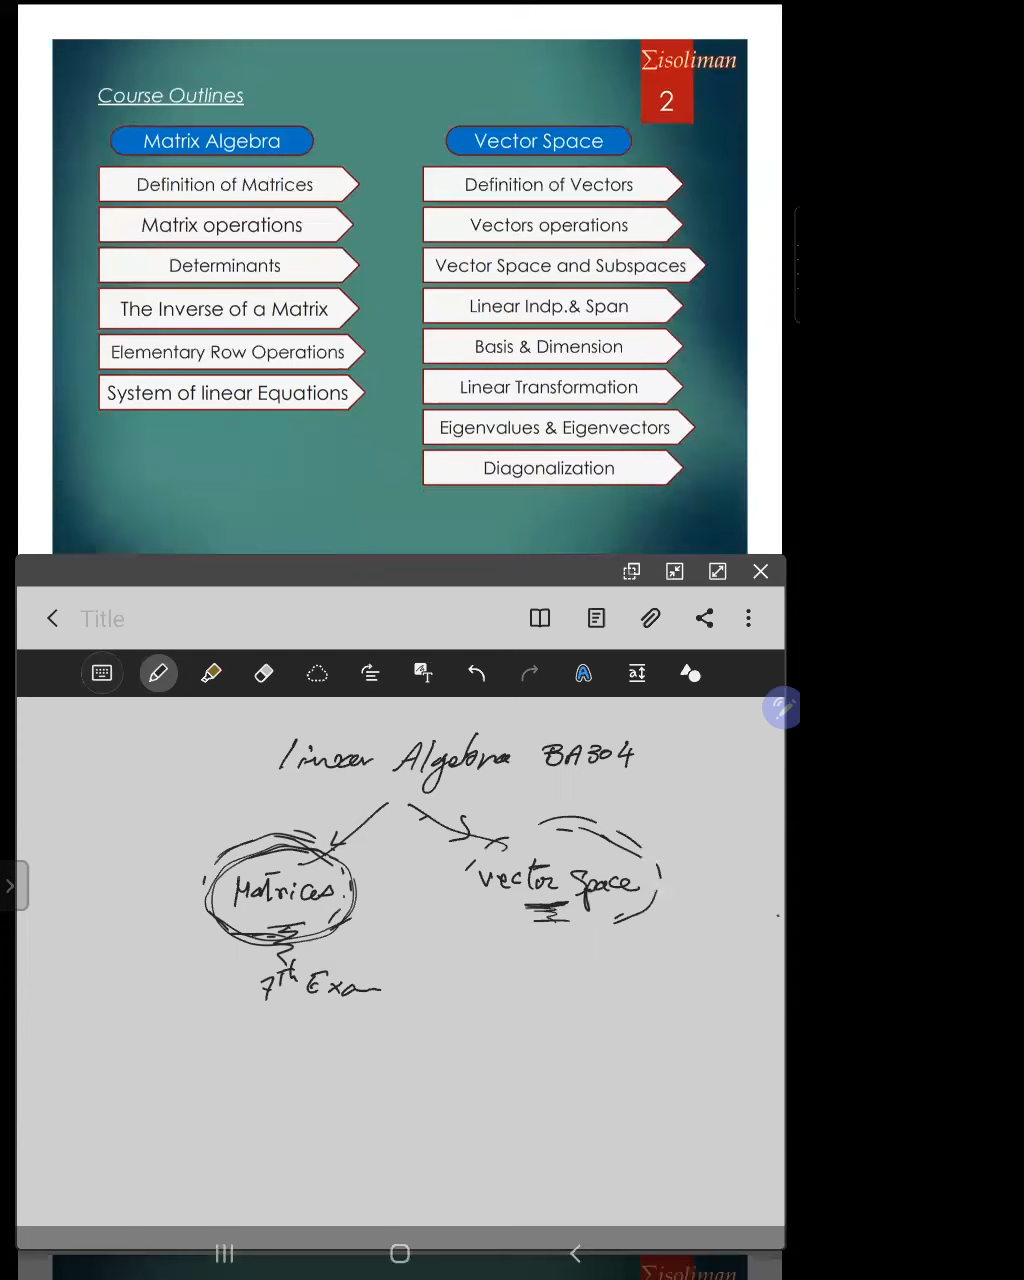 Σisoliman
2
Course Outlines
Matrix Algebra
Definition of Matrices
Matrix operations
Determinants
The Inverse of a Matrix
Elementary Row Operations
System of linear Equations
Vector Space
Definition of Vectors
Vectors operations
Vector Space and Subspaces
Linear Indp.& Span
Basis & Dimension
Linear Transformation
Eigenvalues & Eigenvectors
Diagonalization
Title
linear Algebra BA304
Matrices
Vector Space
7th Exam
Σisoliman